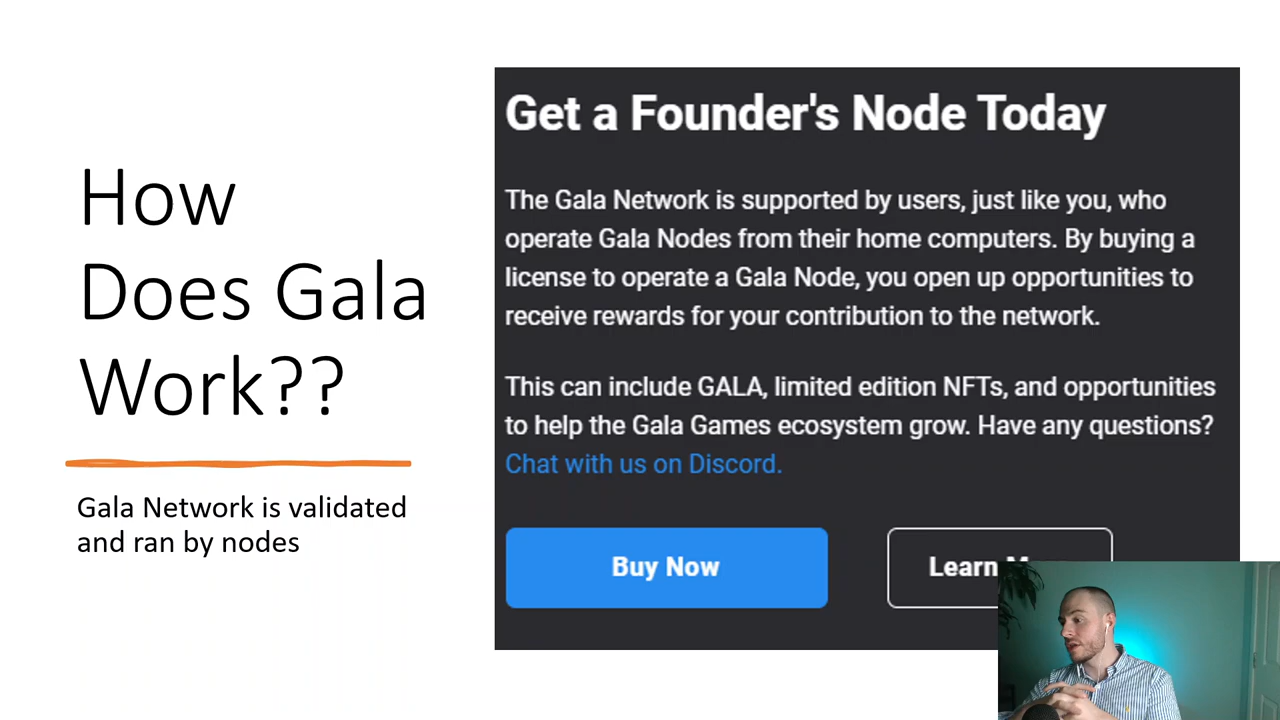 How
Does Gala
Work??
Gala Network is validated
and ran by nodes
Get a Founder's Node Today
The Gala Network is supported by users, just like you, who
operate Gala Nodes from their home computers. By buying a
license to operate a Gala Node, you open up opportunities to
receive rewards for your contribution to the network.
This can include GALA, limited edition NFTs, and opportunities
to help the Gala Games ecosystem grow. Have any questions?
Chat with us on Discord.
Buy Now
Learn